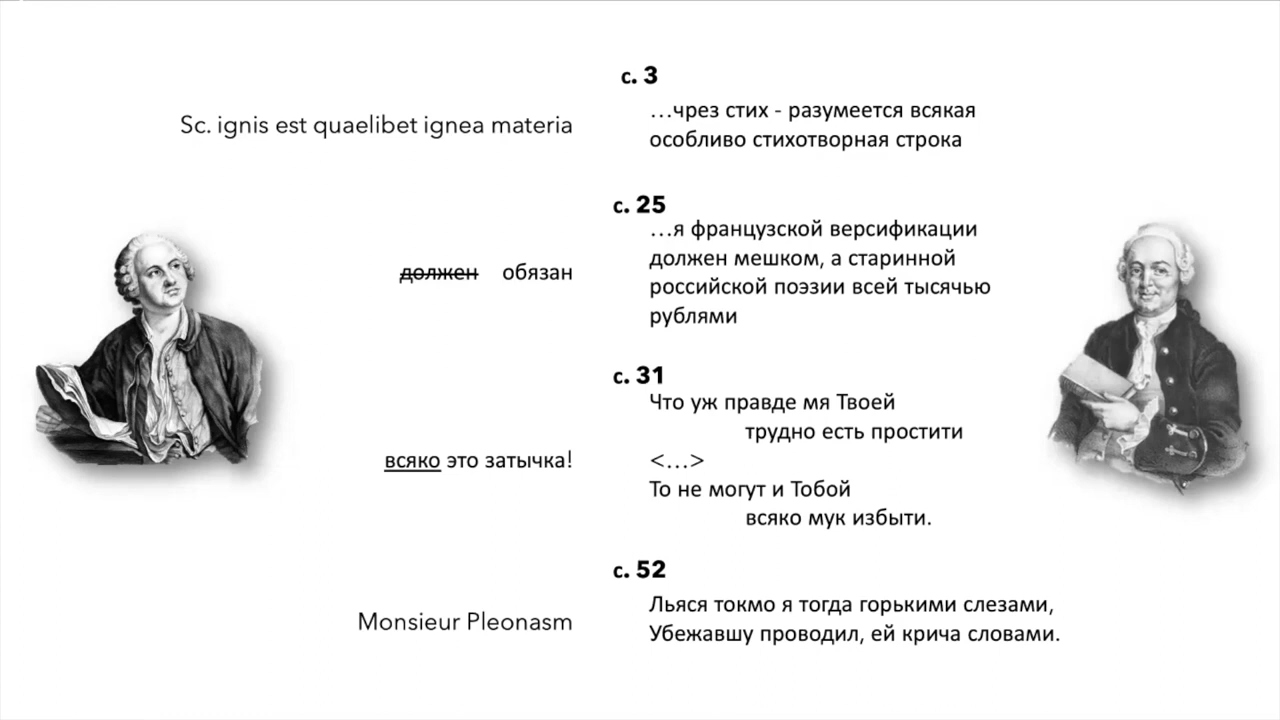 с. 3
Sc. ignis est quaelibet ignea materia
…чрез стих - разумеется всякая
особливо стихотворная строка
с. 25
должен обязан
…я французской версификации
должен мешком, а старинной
российской поэзии всей тысячью
рублями
с. 31
всяко это затычка!
Что уж правде мя Твоей
трудно есть простити
<…>
То не могут и Тобой
всяко мук избыти.
с. 52
Monsieur Pleonasm
Льяся токмо я тогда горькими слезами,
Убежавшу проводил, ей крича словами.